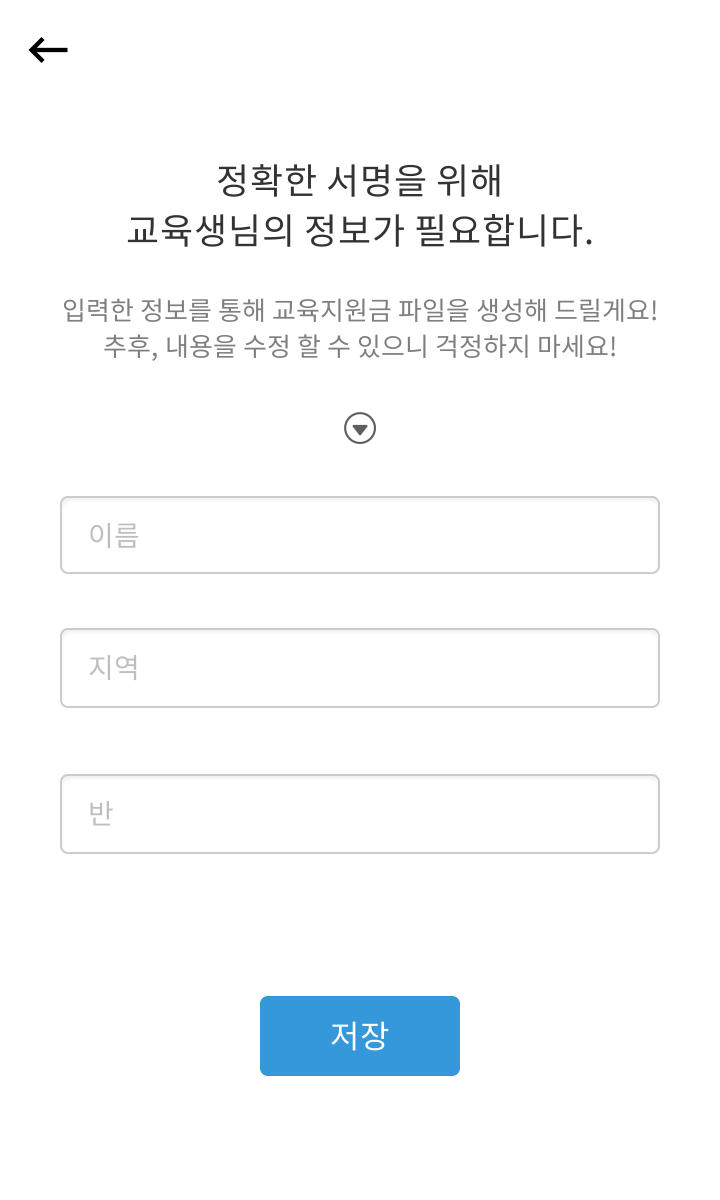 정확한 서명을 위해
교육생님의 정보가 필요합니다.
입력한 정보를 통해 교육지원금 파일을 생성해 드릴게요!
추후, 내용을 수정 할 수 있으니 걱정하지 마세요!
이름
지역
반
저장